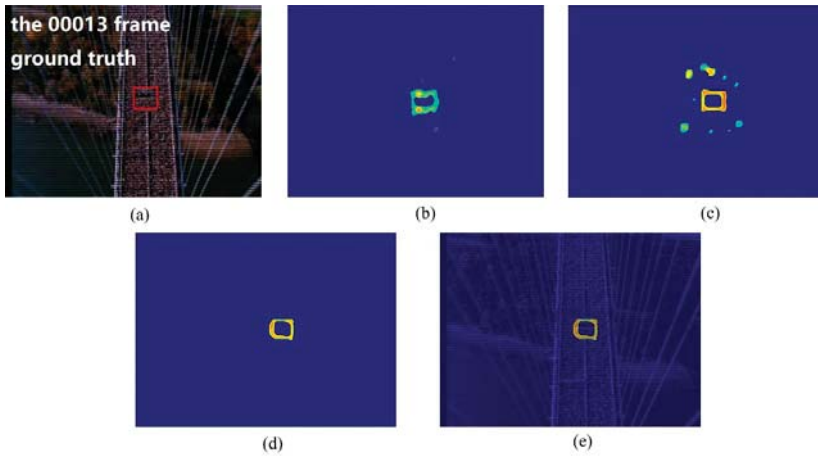 the 00013 frame
ground truth
(a)
(b)
(c)
(d)
(e)